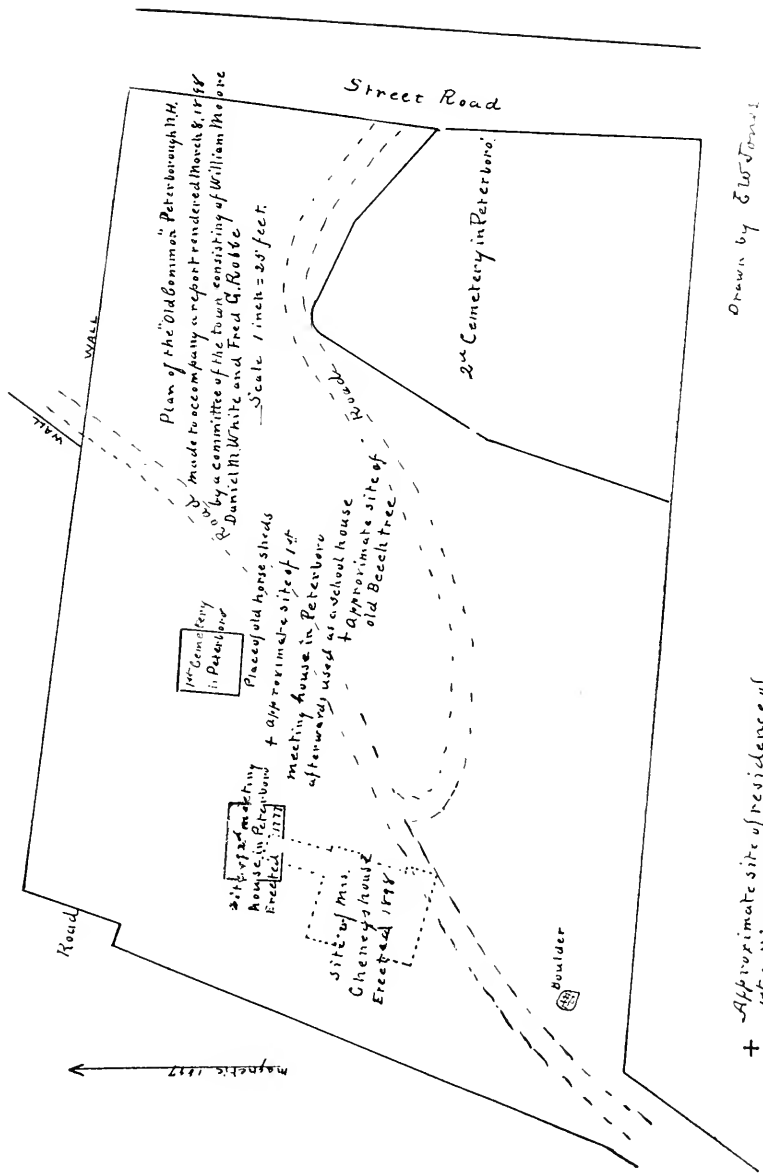 Plan of the "Old Common" Peterborough N.H.
made to accompany a report rendered March 8, 1898
by a committee of the town consisting of William Moore
Daniel M. White and Fred G. Robbe
Scale 1 inch = 25 feet.
Street Road
WALL
WALL
Road
Road
2nd Cemetery in Peterboro.
1st Cemetery
in Peterboro
Place of old horse sheds
+ approximate site of 1st
meeting house in Peterboro
afterwards used as a school house
+ approximate site of
old Beech tree
Site of 2d meeting
house in Peterboro
Erected 1777
Site of Mrs.
Cheney's house
Erected 1898
Road
magnetic 1897
Boulder
+ Approximate site of residence of
Drawn by E W Jones